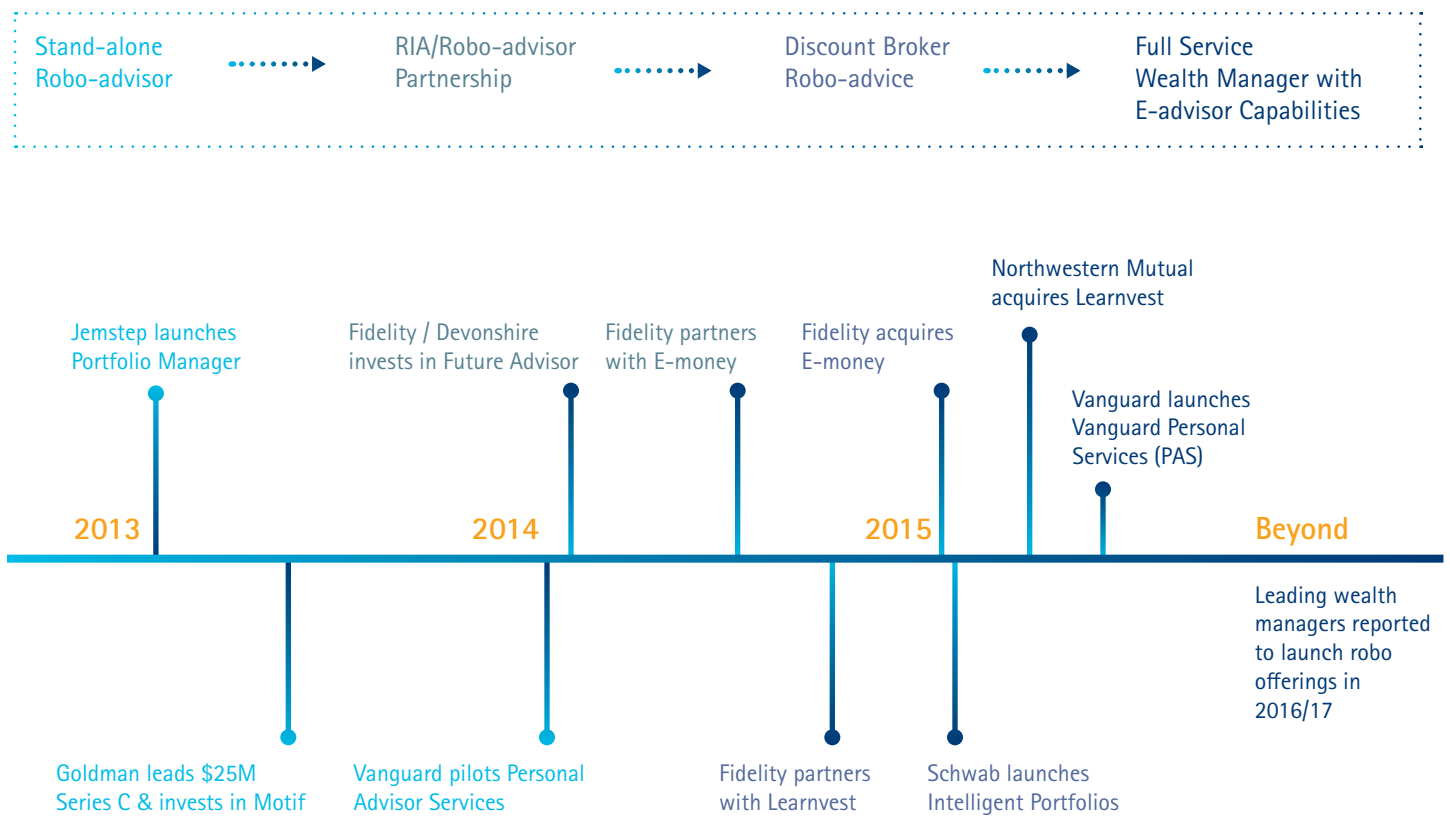 Stand-alone
Robo-advisor
RIA/Robo-advisor
Partnership
Discount Broker
Robo-advice
Full Service
Wealth Manager with
E-advisor Capabilities
Northwestern Mutual
acquires Learnvest
Jemstep launches
Portfolio Manager
Fidelity / Devonshire
invests in Future Advisor
Fidelity partners
with E-money
Fidelity acquires
E-money
Vanguard launches
Vanguard Personal
Services (PAS)
2013
2014
2015
Beyond
Leading wealth
managers reported
to launch robo
offerings in
2016/17
Goldman leads $25M
Series C & invests in Motif
Vanguard pilots Personal
Advisor Services
Fidelity partners
with Learnvest
Schwab launches
Intelligent Portfolios